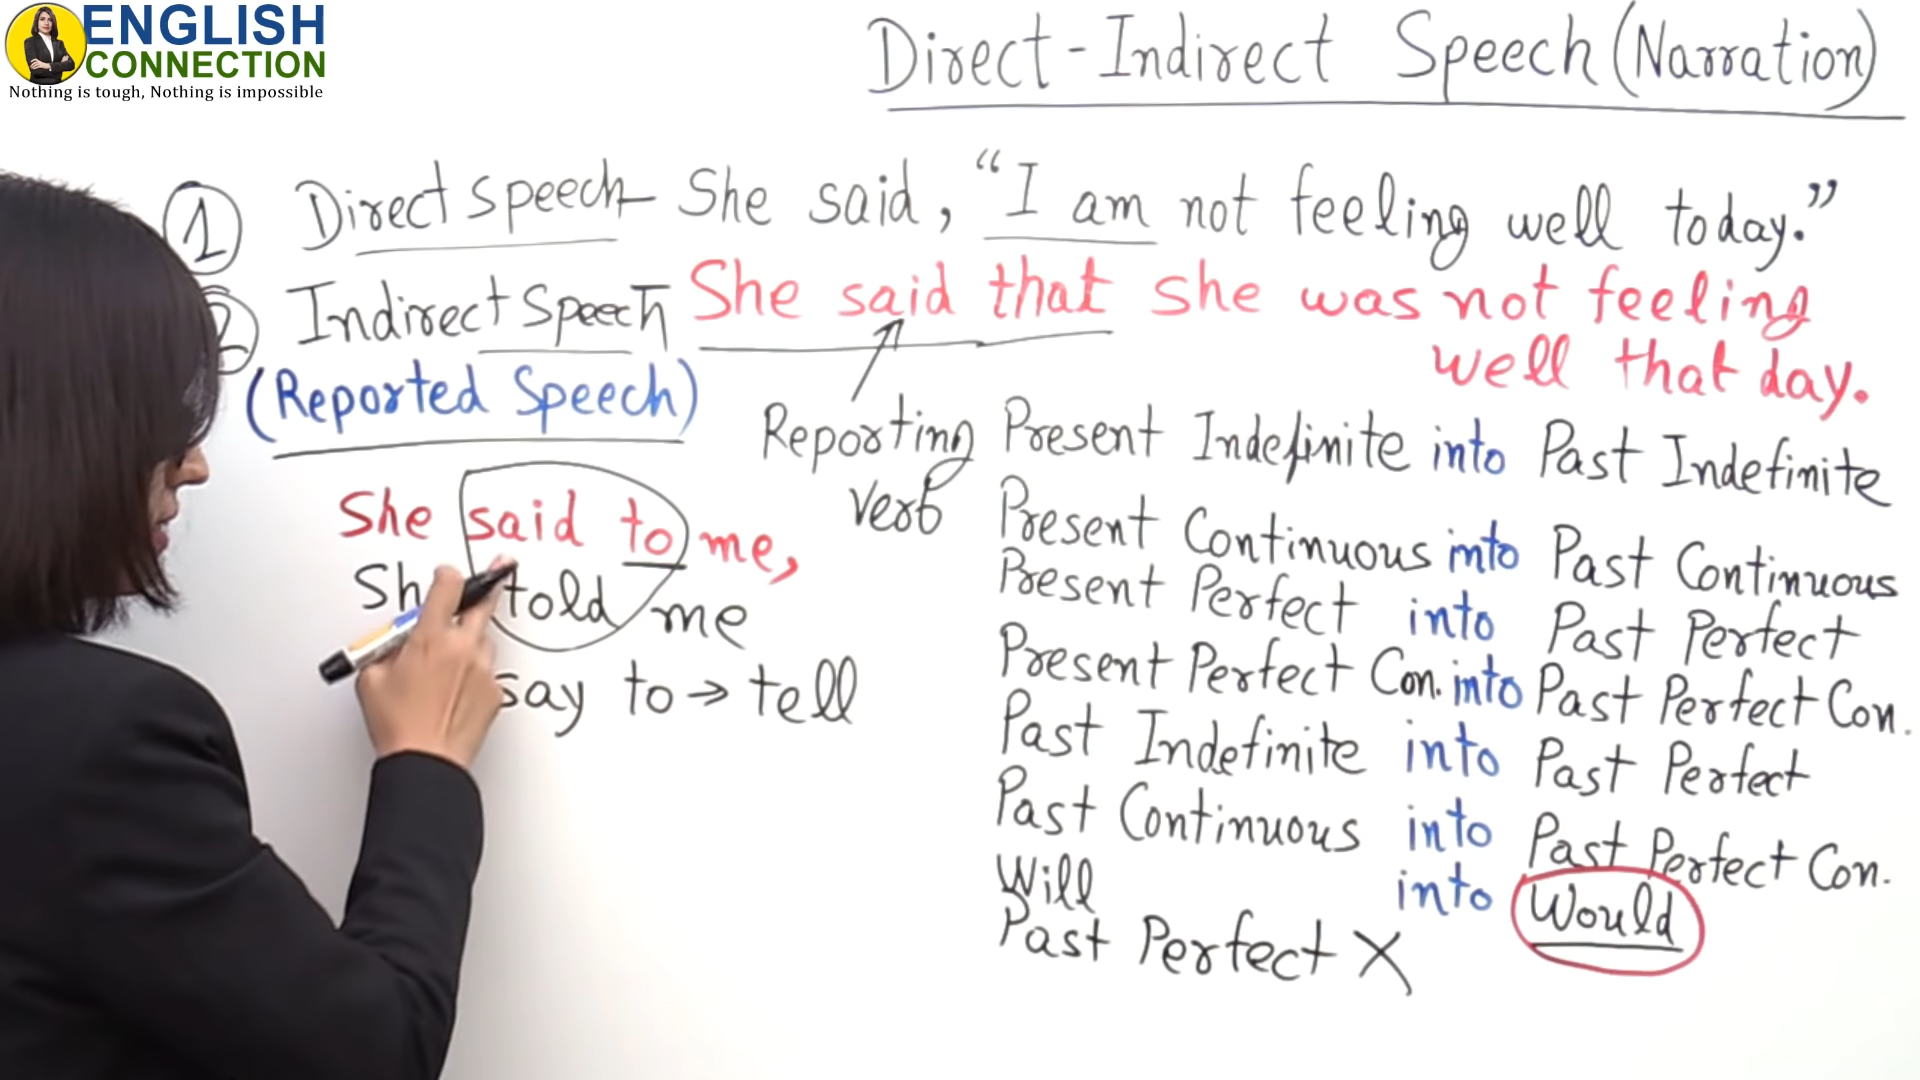 ENGLISH
CONNECTION
Nothing is tough, Nothing is impossible
Direct-Indirect Speech (Narration)
1 Direct speech- She said, "I am not feeling well today."
2 Indirect speech She said that she was not feeling
well that day.
(Reported Speech)
Reporting
Verb
She said to me,
Sh told me
say to → tell
Present Indefinite into Past Indefinite
Present Continuous into Past Continuous
Present Perfect into Past Perfect
Present Perfect Con. into Past Perfect Con.
Past Indefinite into Past Perfect
Past Continuous into Past Perfect Con.
Will into Would
Past Perfect X